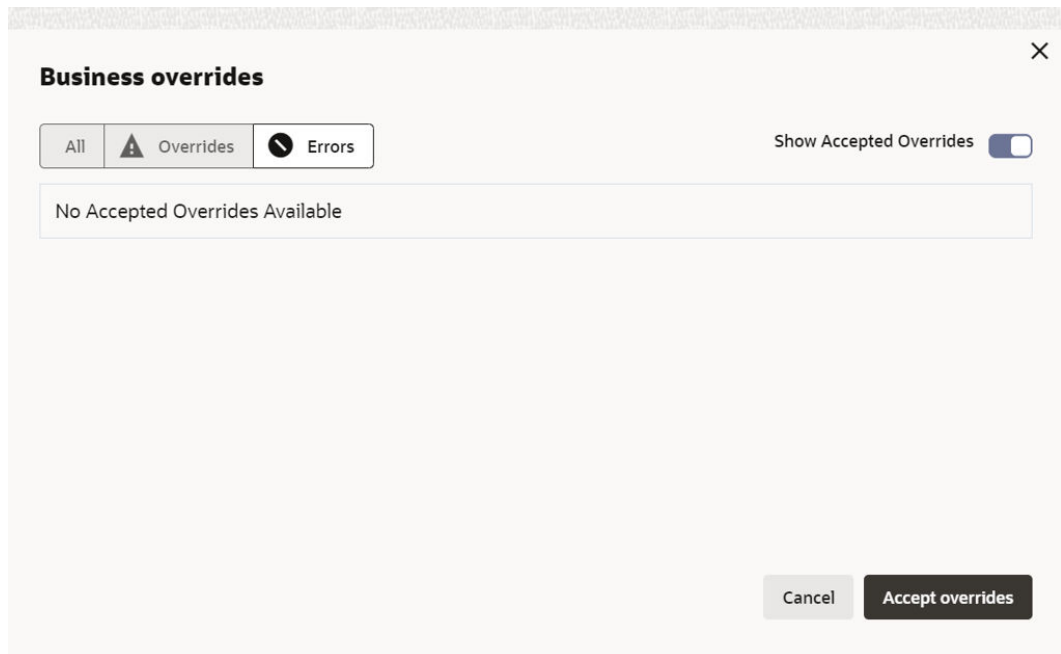 Business overrides
All Overrides Errors
Show Accepted Overrides
No Accepted Overrides Available
Cancel Accept overrides